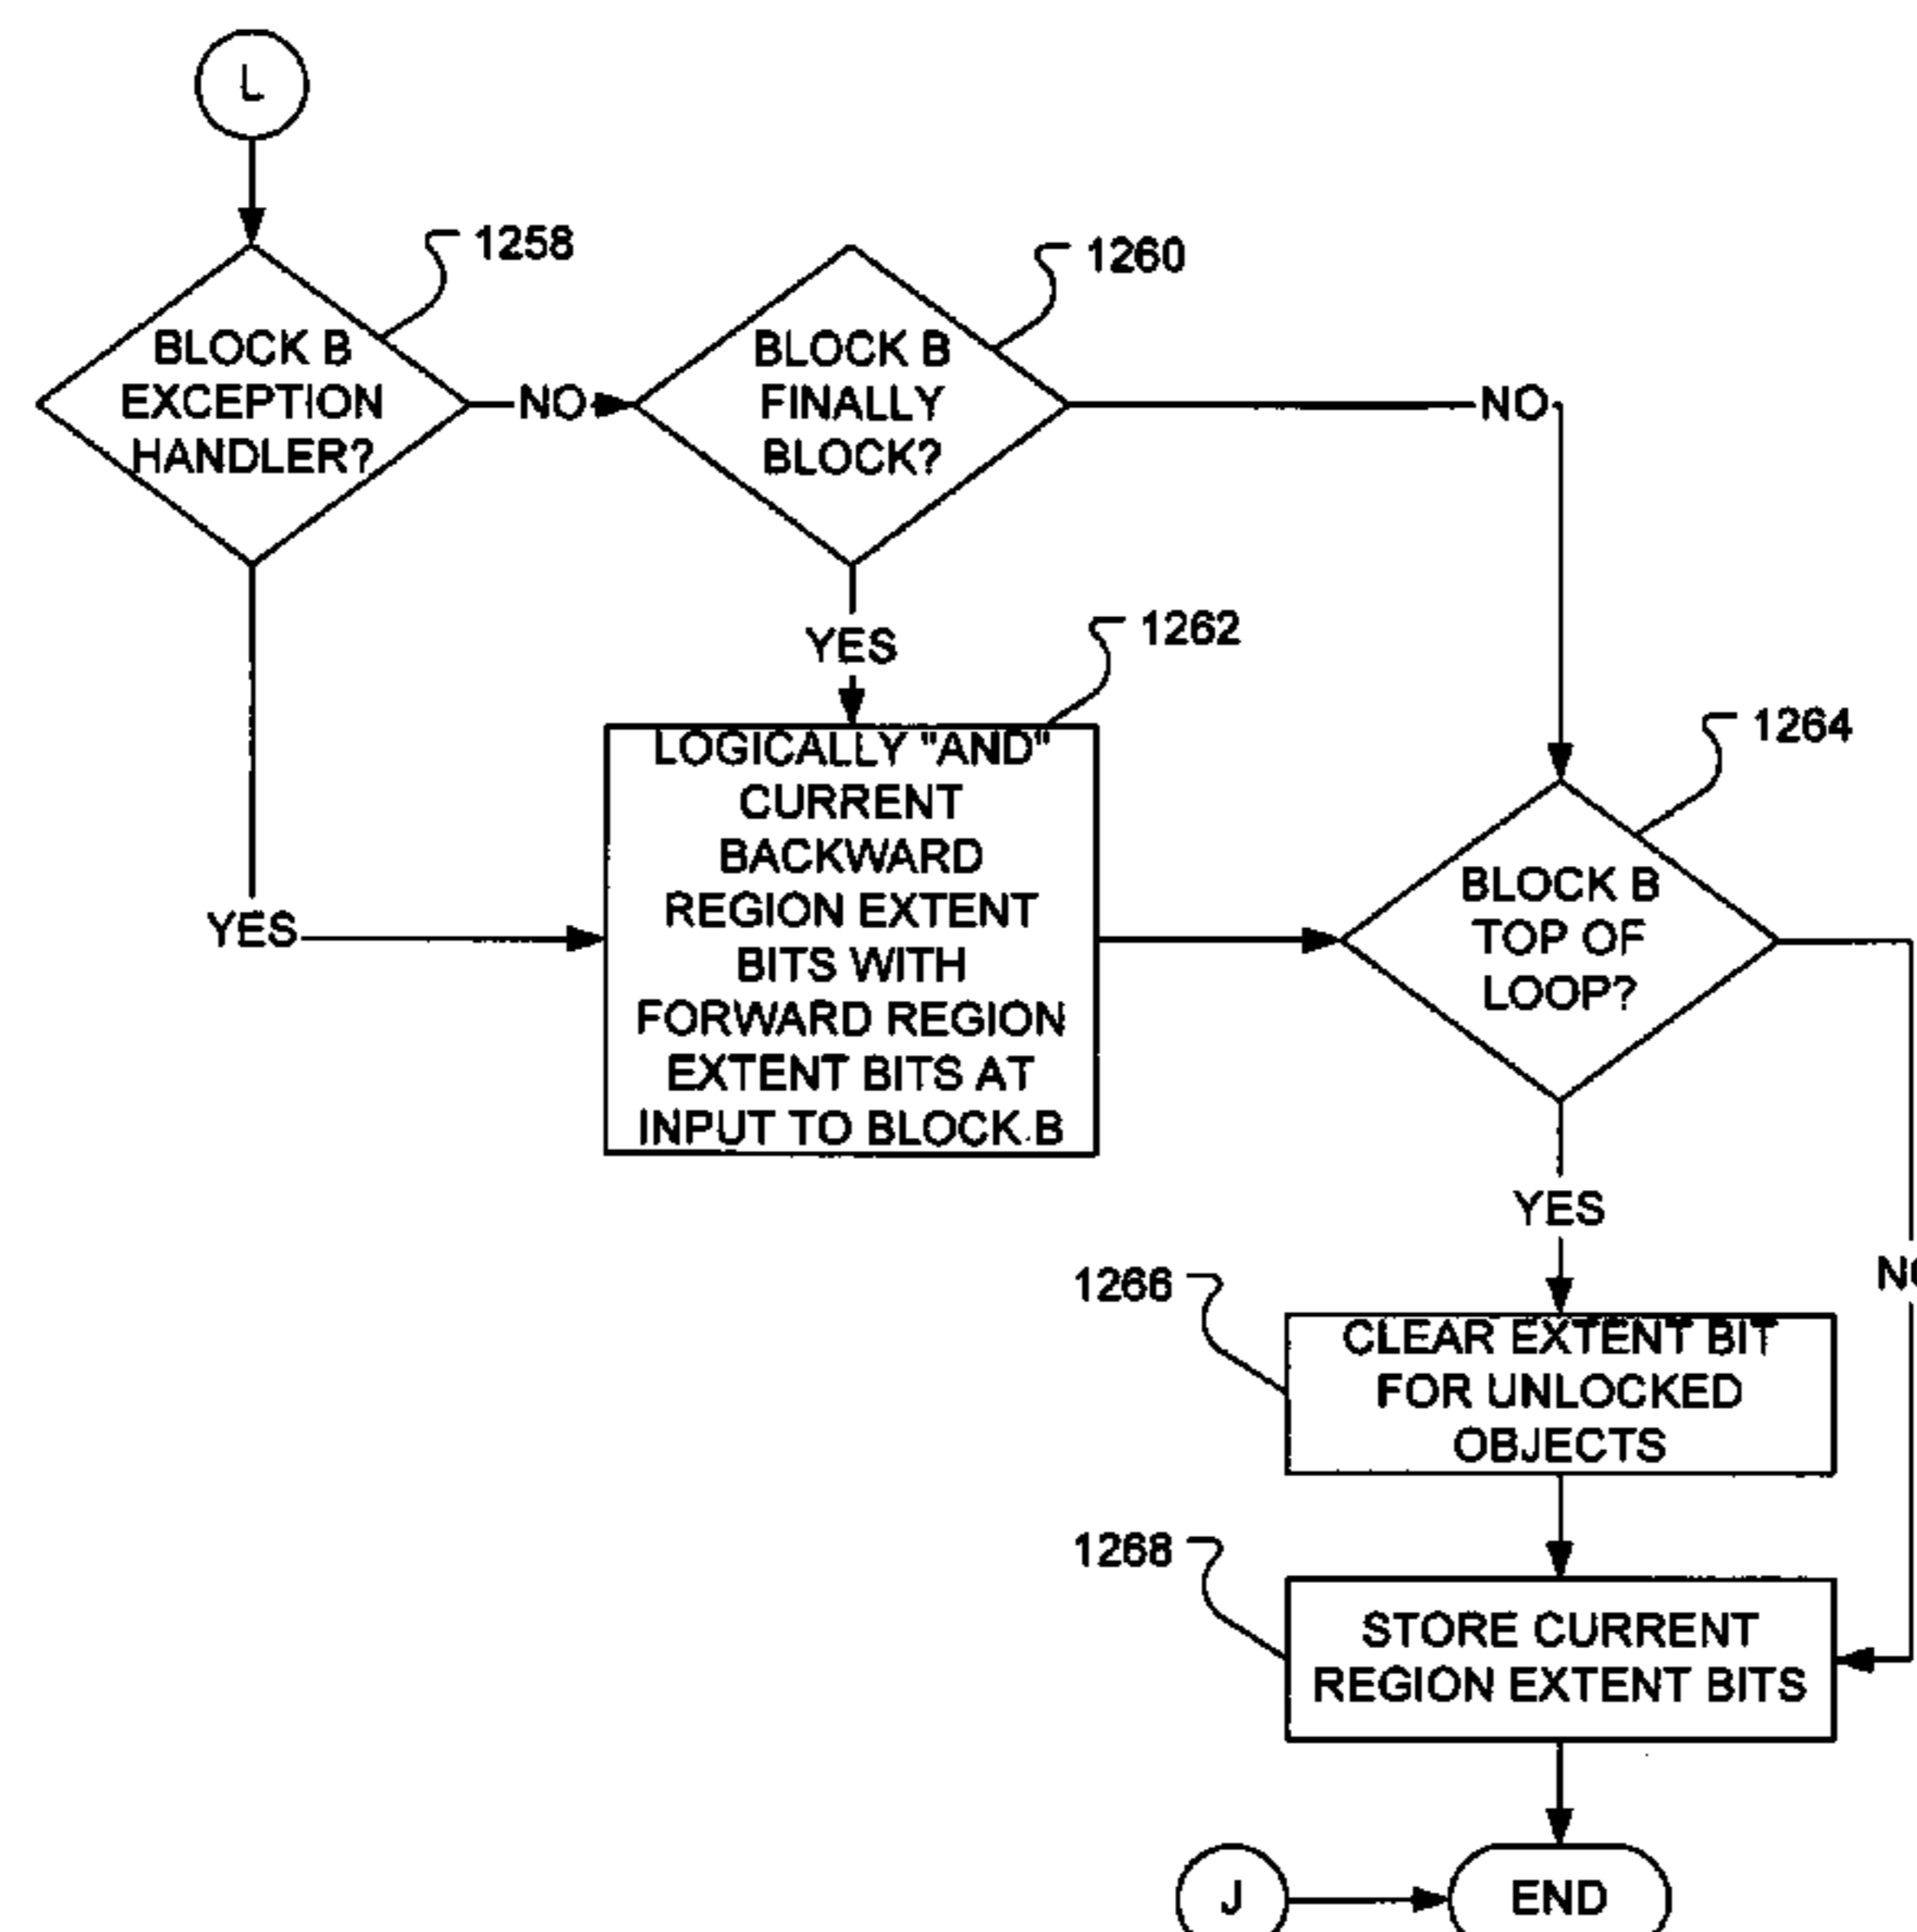 L
1258
BLOCK B
EXCEPTION
HANDLER?
NO
1260
BLOCK B
FINALLY
BLOCK?
NO
YES
1262
LOGICALLY "AND"
CURRENT
BACKWARD
REGION EXTENT
BITS WITH
FORWARD REGION
EXTENT BITS AT
INPUT TO BLOCK B
YES
1264
BLOCK B
TOP OF
LOOP?
YES
1266
CLEAR EXTENT BIT
FOR UNLOCKED
OBJECTS
1268
STORE CURRENT
REGION EXTENT BITS
J
END